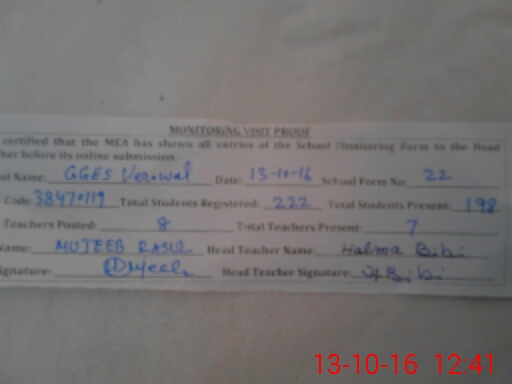 MONITORING VISIT PROOF
certified that the MEA has shown all entries of the School Monitoring Form to the Head
before its online submission
Name: GGES Verowal Date: 13-10-16 School Form No: 22
Code: 38470119 Total Students Registered: 222 Total Students Present: 198
Teachers Posted: 8 Total Teachers Present: 7
Name: MUJEEB RASUL Head Teacher Name: Halima Bibi
Signature: Mujeeb Head Teacher Signature: Bibi
13-10-16 12:41